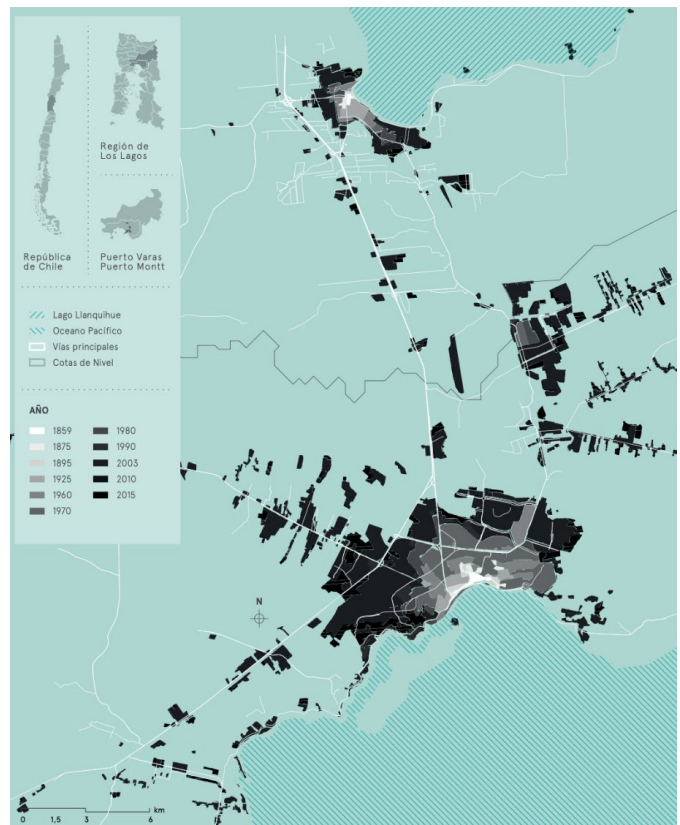 Región de
Los Lagos
República
de Chile
Puerto Varas
Puerto Montt
Lago Llanquihue
Oceano Pacífico
Vías principales
Cotas de Nivel
AÑO
1859
1875
1895
1925
1960
1970
1980
1990
2003
2010
2015
N
km
0 1,5 3 6